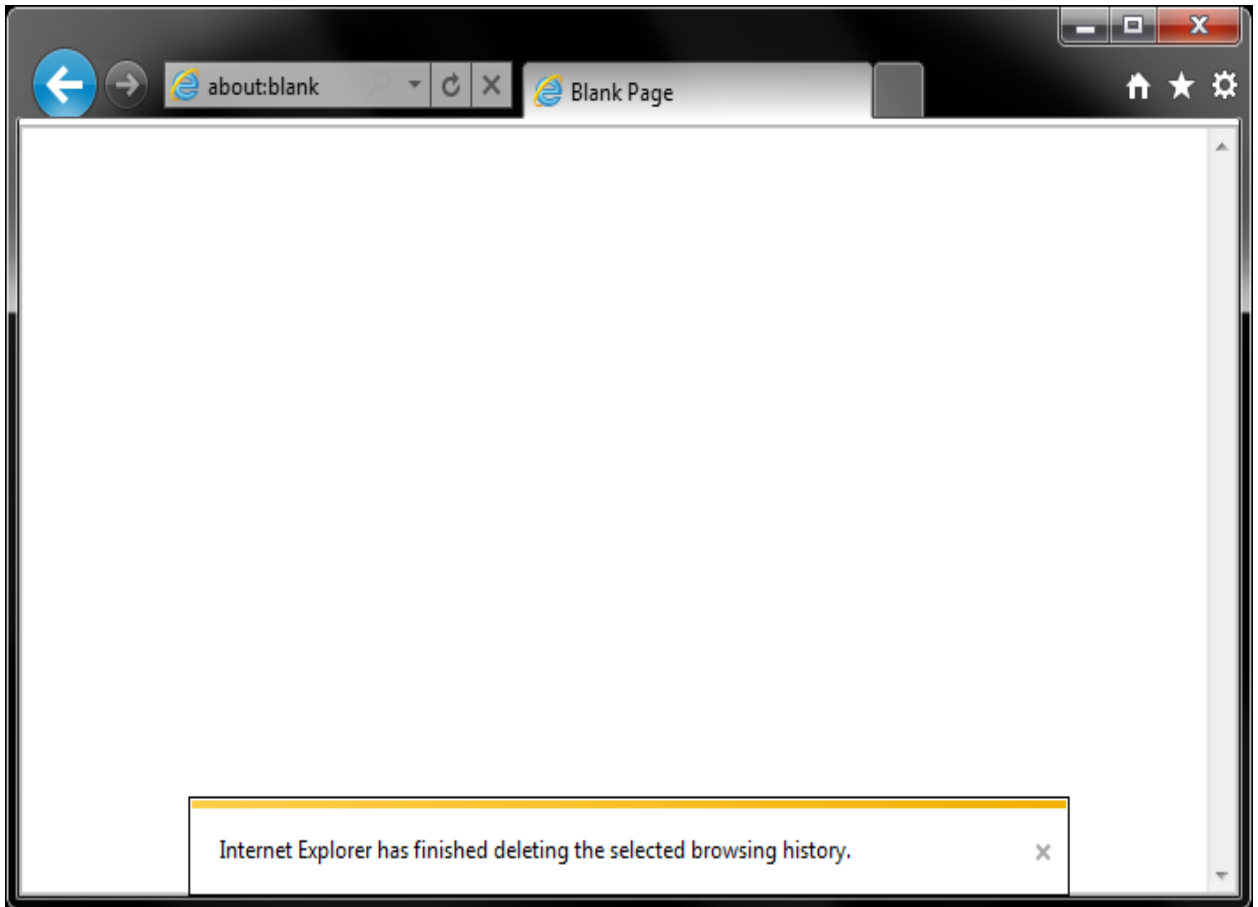 about:blank
Blank Page
Internet Explorer has finished deleting the selected browsing history.